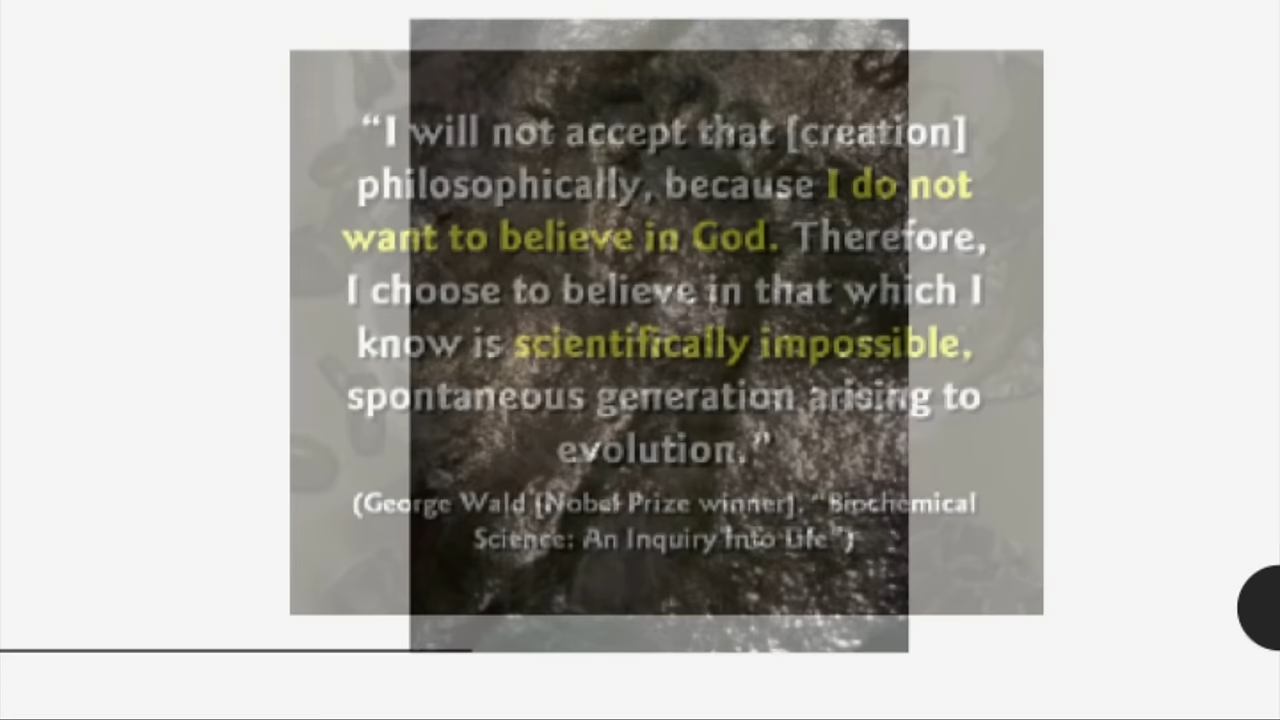 “I will not accept that [creation]
philosophically, because I do not
want to believe in God. Therefore,
I choose to believe in that which I
know is scientifically impossible,
spontaneous generation arising to
evolution.”
(George Wald [Nobel Prize winner], “Biochemical
Science: An Inquiry Into Life”)